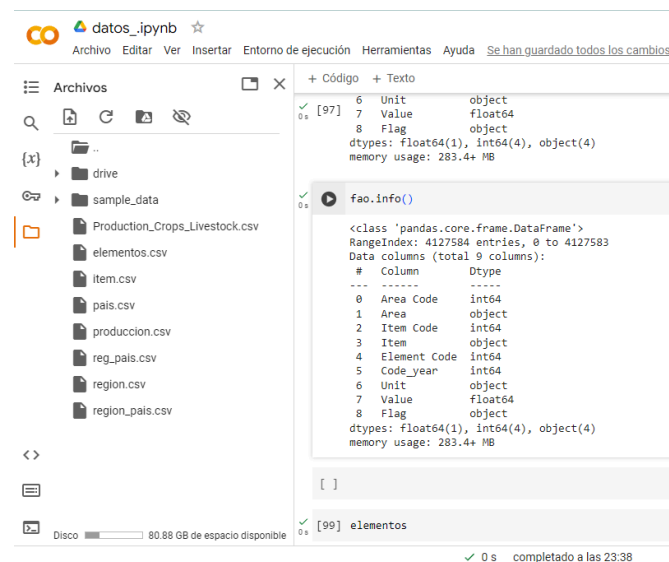 datos_.ipynb
Archivo Editar Ver Insertar Entorno de ejecución Herramientas Ayuda Se han guardado todos los cambios
Archivos
..
drive
sample_data
Production_Crops_Livestock.csv
elementos.csv
item.csv
pais.csv
produccion.csv
reg_pais.csv
region.csv
region_pais.csv
Disco 80.88 GB de espacio disponible
+ Código + Texto
0 s [97]
6 Unit object
7 Value float64
8 Flag object
dtypes: float64(1), int64(4), object(4)
memory usage: 283.4+ MB
0 s fao.info()
<class 'pandas.core.frame.DataFrame'>
RangeIndex: 4127584 entries, 0 to 4127583
Data columns (total 9 columns):
# Column Dtype
--- ------ -----
0 Area Code int64
1 Area object
2 Item Code int64
3 Item object
4 Element Code int64
5 Code_year int64
6 Unit object
7 Value float64
8 Flag object
dtypes: float64(1), int64(4), object(4)
memory usage: 283.4+ MB
[ ]
0 s [99] elementos
0 s completado a las 23:38